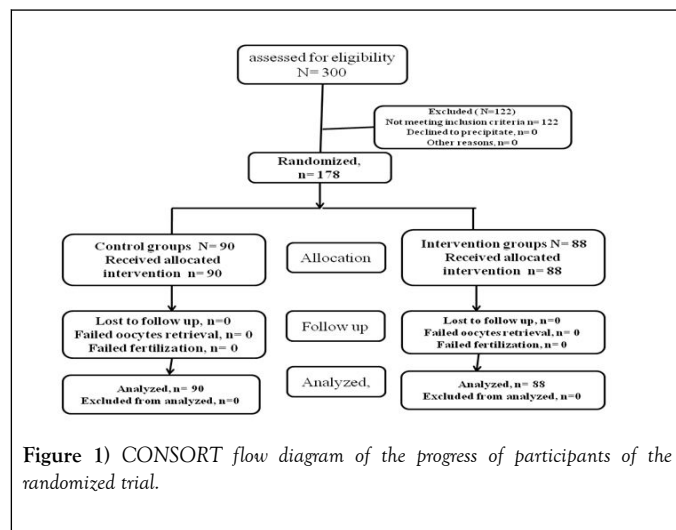 assessed for eligibility
N= 300
Excluded ( N=122)
Not meeting inclusion criteria n= 122
Declined to precipitate, n= 0
Other reasons, n= 0
Randomized,
n= 178
Control groups N= 90
Received allocated
intervention n= 90
Allocation
Intervention groups N= 88
Received allocated
intervention n= 88
Lost to follow up, n=0
Failed oocytes retrieval, n= 0
Failed fertilization, n= 0
Follow up
Lost to follow up, n=0
Failed oocytes retrieval, n= 0
Failed fertilization, n= 0
Analyzed, n= 90
Excluded from analyzed, n=0
Analyzed,
Analyzed, n= 88
Excluded from analyzed, n=0
Figure 1) CONSORT flow diagram of the progress of participants of the
randomized trial.